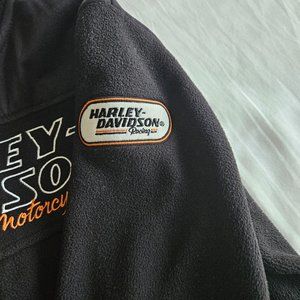 HARLEY-
DAVIDSON®
Racing
EY-
SO
Motorcy